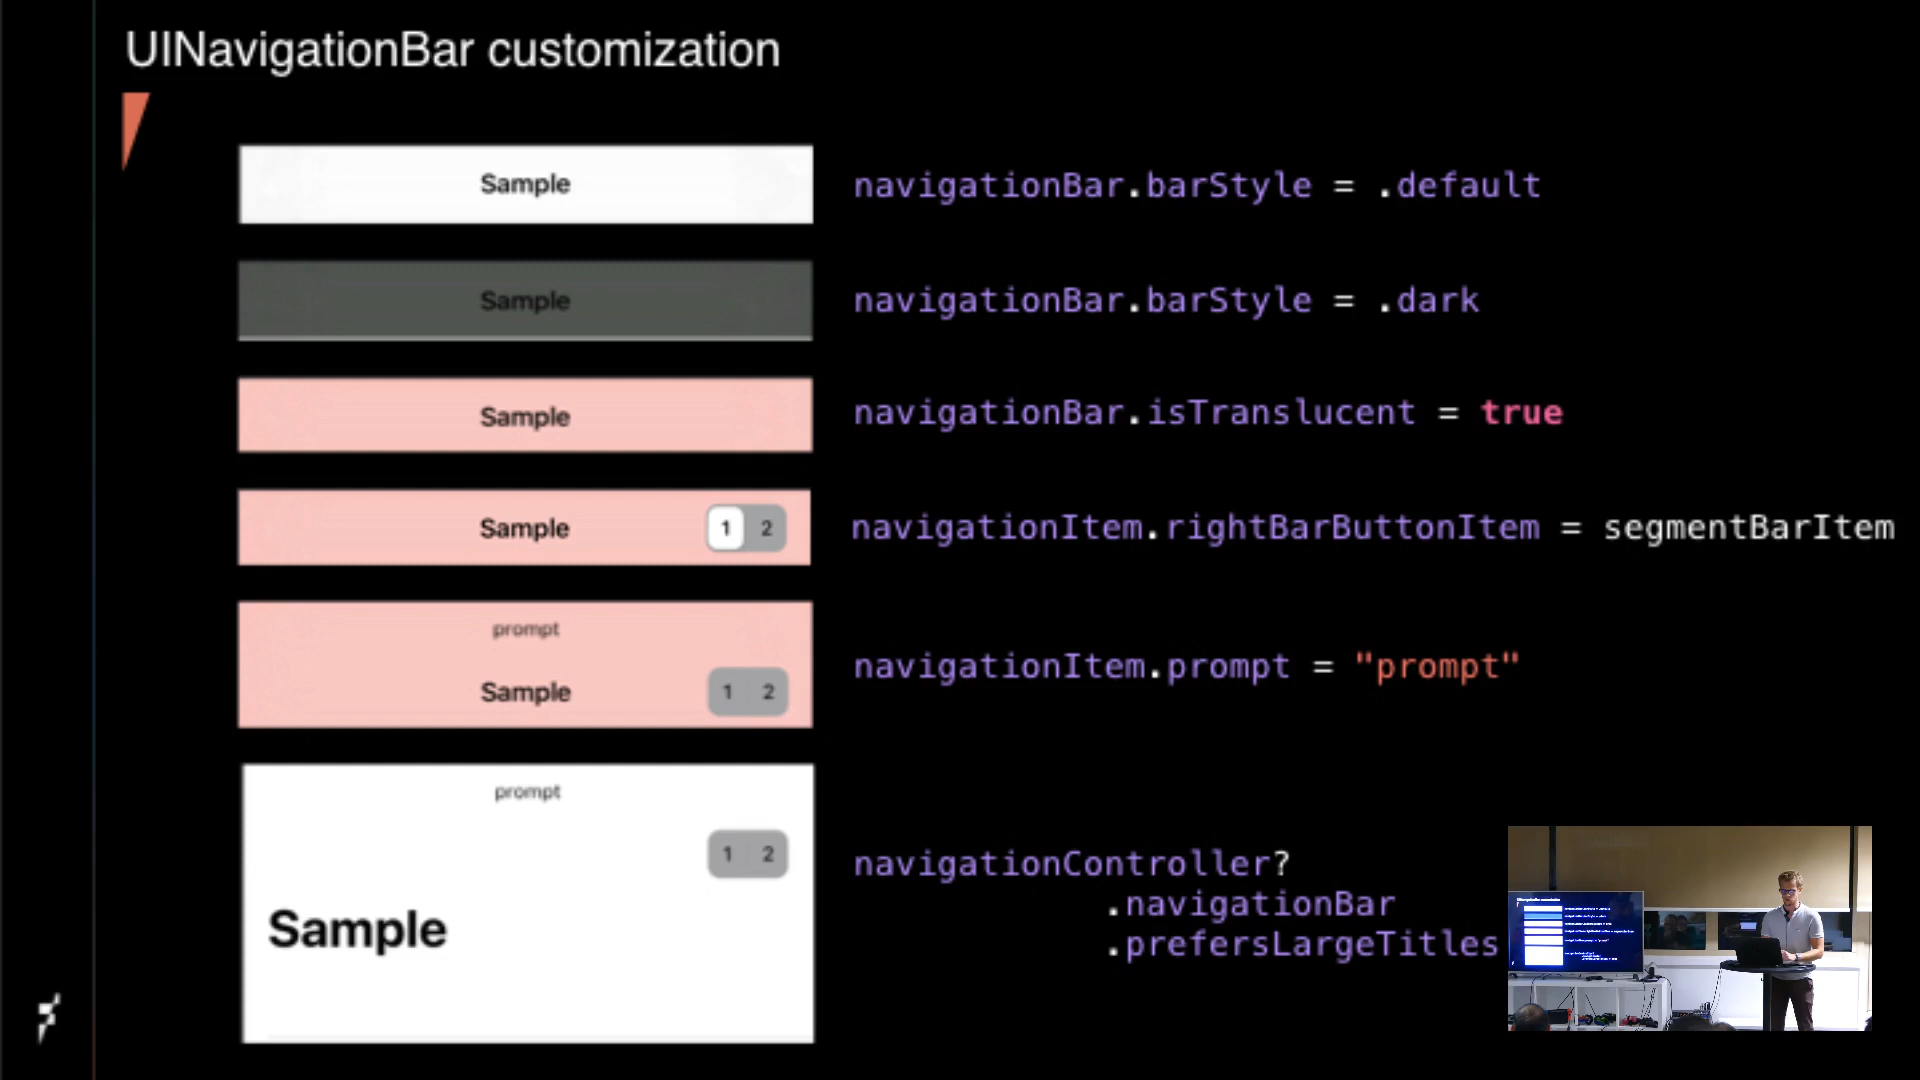 UINavigationBar customization
Sample
navigationBar.barStyle = .default
Sample
navigationBar.barStyle = .dark
Sample
navigationBar.isTranslucent = true
Sample
1 2
navigationItem.rightBarButtonItem = segmentBarItem
prompt
Sample
1 2
navigationItem.prompt = "prompt"
prompt
1 2
Sample
navigationController?
.navigationBar
.prefersLargeTitles